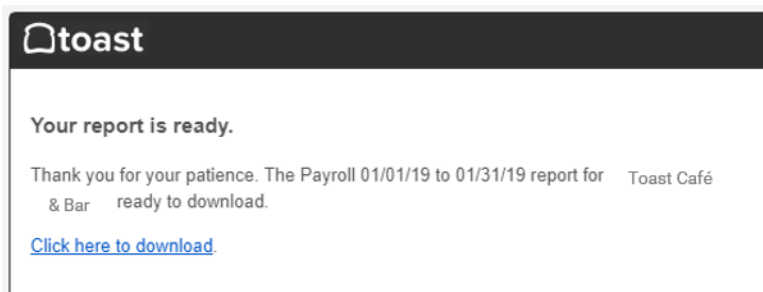 toast
Your report is ready.
Thank you for your patience. The Payroll 01/01/19 to 01/31/19 report for Toast Café
& Bar ready to download.
Click here to download.